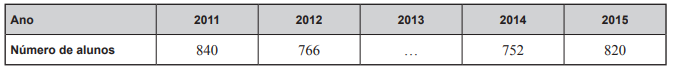 Ano 2011 2012 2013 2014 2015
Número de alunos 840 766 … 752 820